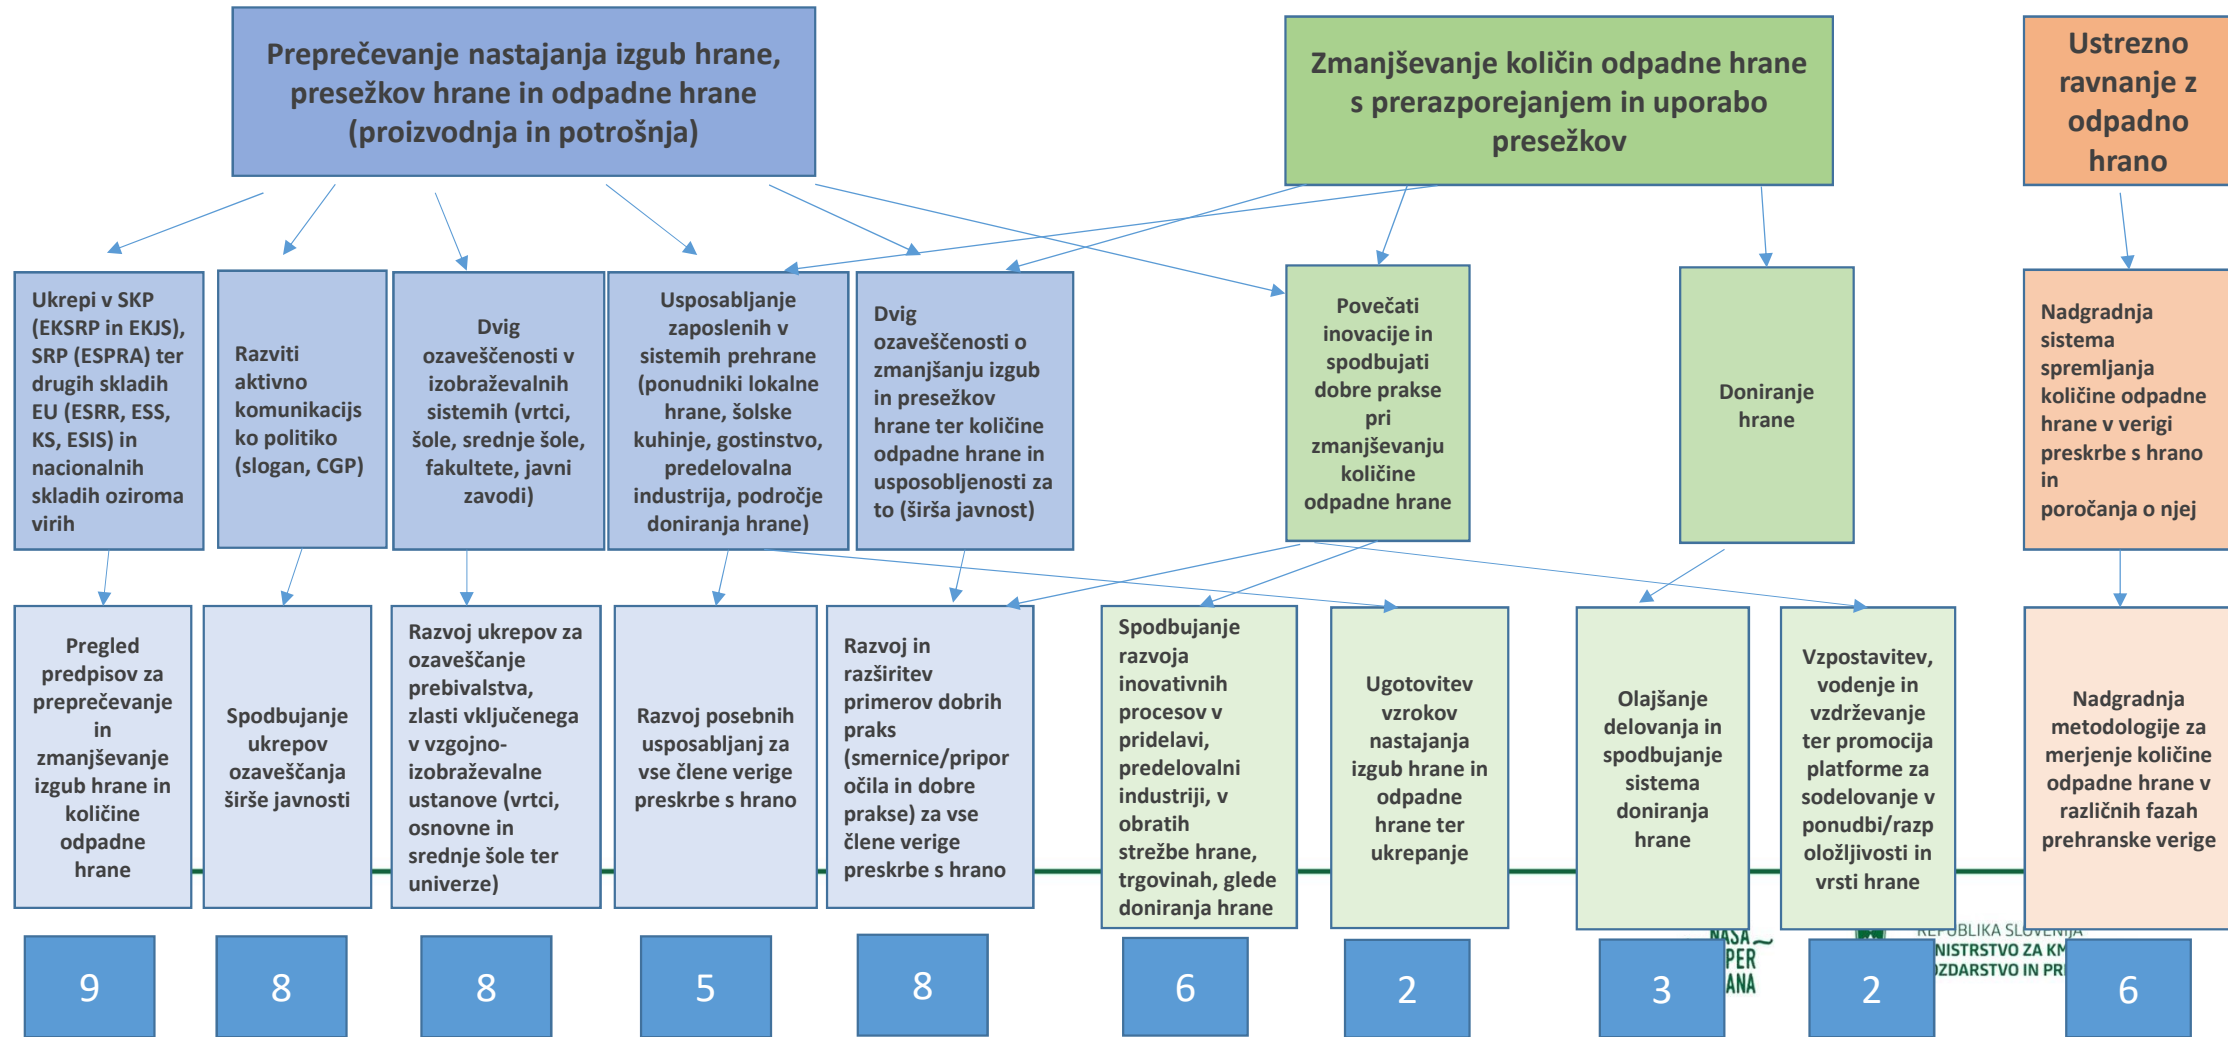 Preprečevanje nastajanja izgub hrane,
presežkov hrane in odpadne hrane
(proizvodnja in potrošnja)
Zmanjševanje količin odpadne hrane
s prerazporejanjem in uporabo
presežkov
Ustrezno
ravnanje z
odpadno
hrano
Ukrepi v SKP
(EKSRP in EKJS),
SRP (ESPRA) ter
drugih skladih
EU (ESRR, ESS,
KS, ESIS) in
nacionalnih
skladih oziroma
virih
Razviti
aktivno
komunikacijs
ko politiko
(slogan, CGP)
Dvig
ozaveščenosti v
izobraževalnih
sistemih (vrtci,
šole, srednje šole,
fakultete, javni
zavodi)
Usposabljanje
zaposlenih v
sistemih prehrane
(ponudniki lokalne
hrane, šolske
kuhinje, gostinstvo,
predelovalna
industrija, področje
doniranja hrane)
Dvig
ozaveščenosti o
zmanjšanju izgub
in presežkov
hrane ter količine
odpadne hrane in
usposobljenosti za
to (širša javnost)
Povečati
inovacije in
spodbujati
dobre prakse
pri
zmanjševanju
količine
odpadne hrane
Doniranje
hrane
Nadgradnja
sistema
spremljanja
količine odpadne
hrane v verigi
preskrbe s hrano
in
poročanja o njej
Pregled
predpisov za
preprečevanje
in
zmanjševanje
izgub hrane in
količine
odpadne
hrane
Spodbujanje
ukrepov
ozaveščanja
širše javnosti
Razvoj ukrepov za
ozaveščanje
prebivalstva,
zlasti vključenega
v vzgojno-
izobraževalne
ustanove (vrtci,
osnovne in
srednje šole ter
univerze)
Razvoj posebnih
usposabljanj za
vse člene verige
preskrbe s hrano
Razvoj in
razširitev
primerov dobrih
praks
(smernice/pripor
očila in dobre
prakse) za vse
člene verige
preskrbe s hrano
Spodbujanje
razvoja
inovativnih
procesov v
pridelavi,
predelovalni
industriji, v
obratih
strežbe hrane,
trgovinah, glede
doniranja hrane
Ugotovitev
vzrokov
nastajanja
izgub hrane in
odpadne
hrane ter
ukrepanje
Olajšanje
delovanja in
spodbujanje
sistema
doniranja
hrane
Vzpostavitev,
vodenje in
vzdrževanje
ter promocija
platforme za
sodelovanje v
ponudbi/razp
oložljivosti in
vrsti hrane
Nadgradnja
metodologije za
merjenje količine
odpadne hrane v
različnih fazah
prehranske verige
NAŠA
PER
ANA
REPUBLIKA SLOVENIJA
NISTRSTVO ZA KM
OZDARSTVO IN PR
9
8
8
5
8
6
2
3
2
6